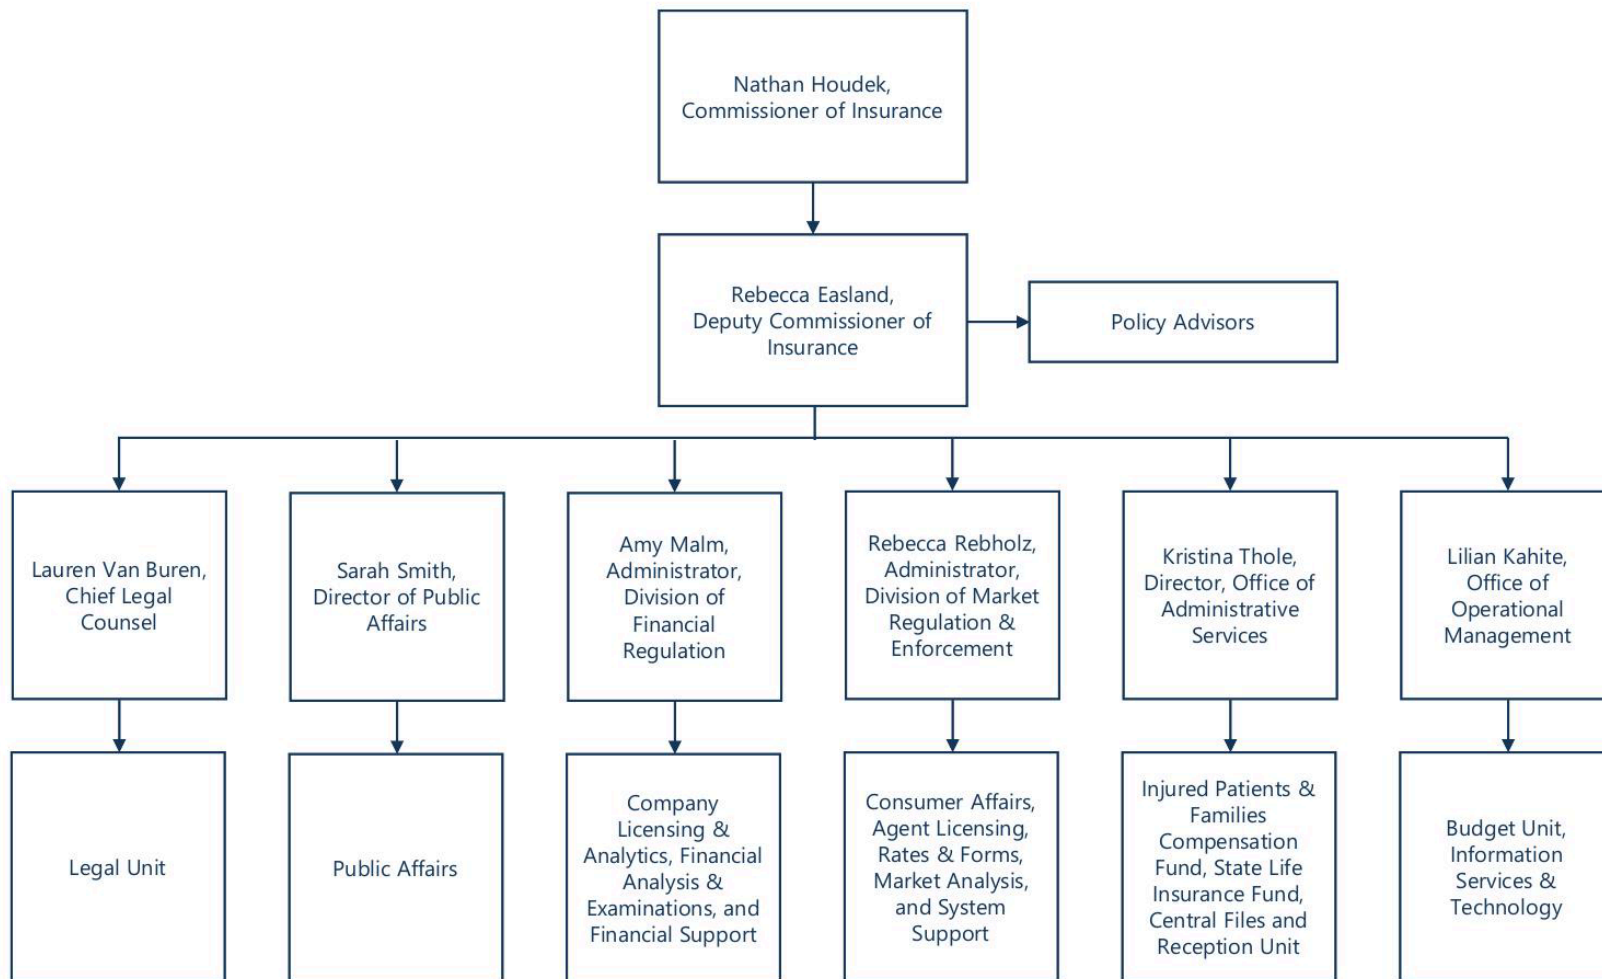 Nathan Houdek,
Commissioner of Insurance
Rebecca Easland,
Deputy Commissioner of
Insurance
Policy Advisors
Lauren Van Buren,
Chief Legal
Counsel
Sarah Smith,
Director of Public
Affairs
Amy Malm,
Administrator,
Division of
Financial
Regulation
Rebecca Rebholz,
Administrator,
Division of Market
Regulation &
Enforcement
Kristina Thole,
Director, Office of
Administrative
Services
Lilian Kahite,
Office of
Operational
Management
Legal Unit
Public Affairs
Company
Licensing &
Analytics, Financial
Analysis &
Examinations, and
Financial Support
Consumer Affairs,
Agent Licensing,
Rates & Forms,
Market Analysis,
and System
Support
Injured Patients &
Families
Compensation
Fund, State Life
Insurance Fund,
Central Files and
Reception Unit
Budget Unit,
Information
Services &
Technology